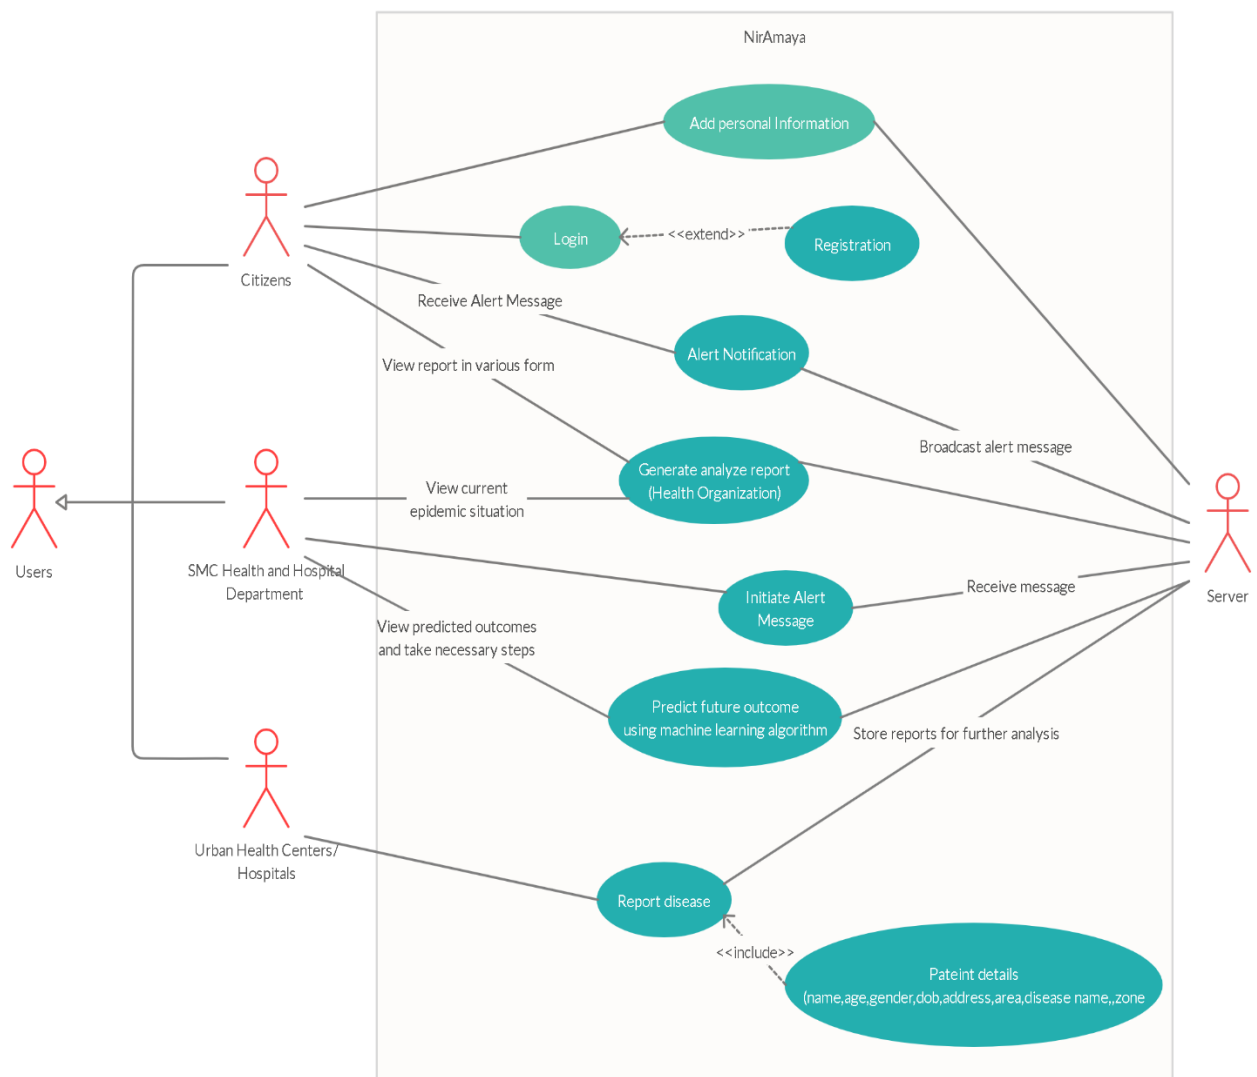 NirAmaya
Add personal Information
Login
<<extend>>
Registration
Citizens
Receive Alert Message
Alert Notification
View report in various form
Broadcast alert message
Generate analyze report
(Health Organization)
View current
epidemic situation
Users
SMC Health and Hospital
Department
Initiate Alert
Message
Receive message
Server
View predicted outcomes
and take necessary steps
Predict future outcome
using machine learning algorithm
Store reports for further analysis
Urban Health Centers/
Hospitals
Report disease
<<include>>
Pateint details
(name,age,gender,dob,address,area,disease name,,zone